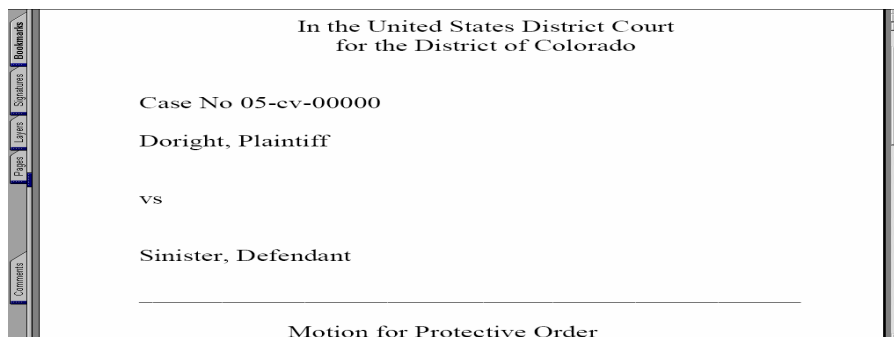 In the United States District Court
for the District of Colorado
Case No 05-cv-00000
Doright, Plaintiff
vs
Sinister, Defendant
Motion for Protective Order
Bookmarks
Signatures
Layers
Pages
Comments